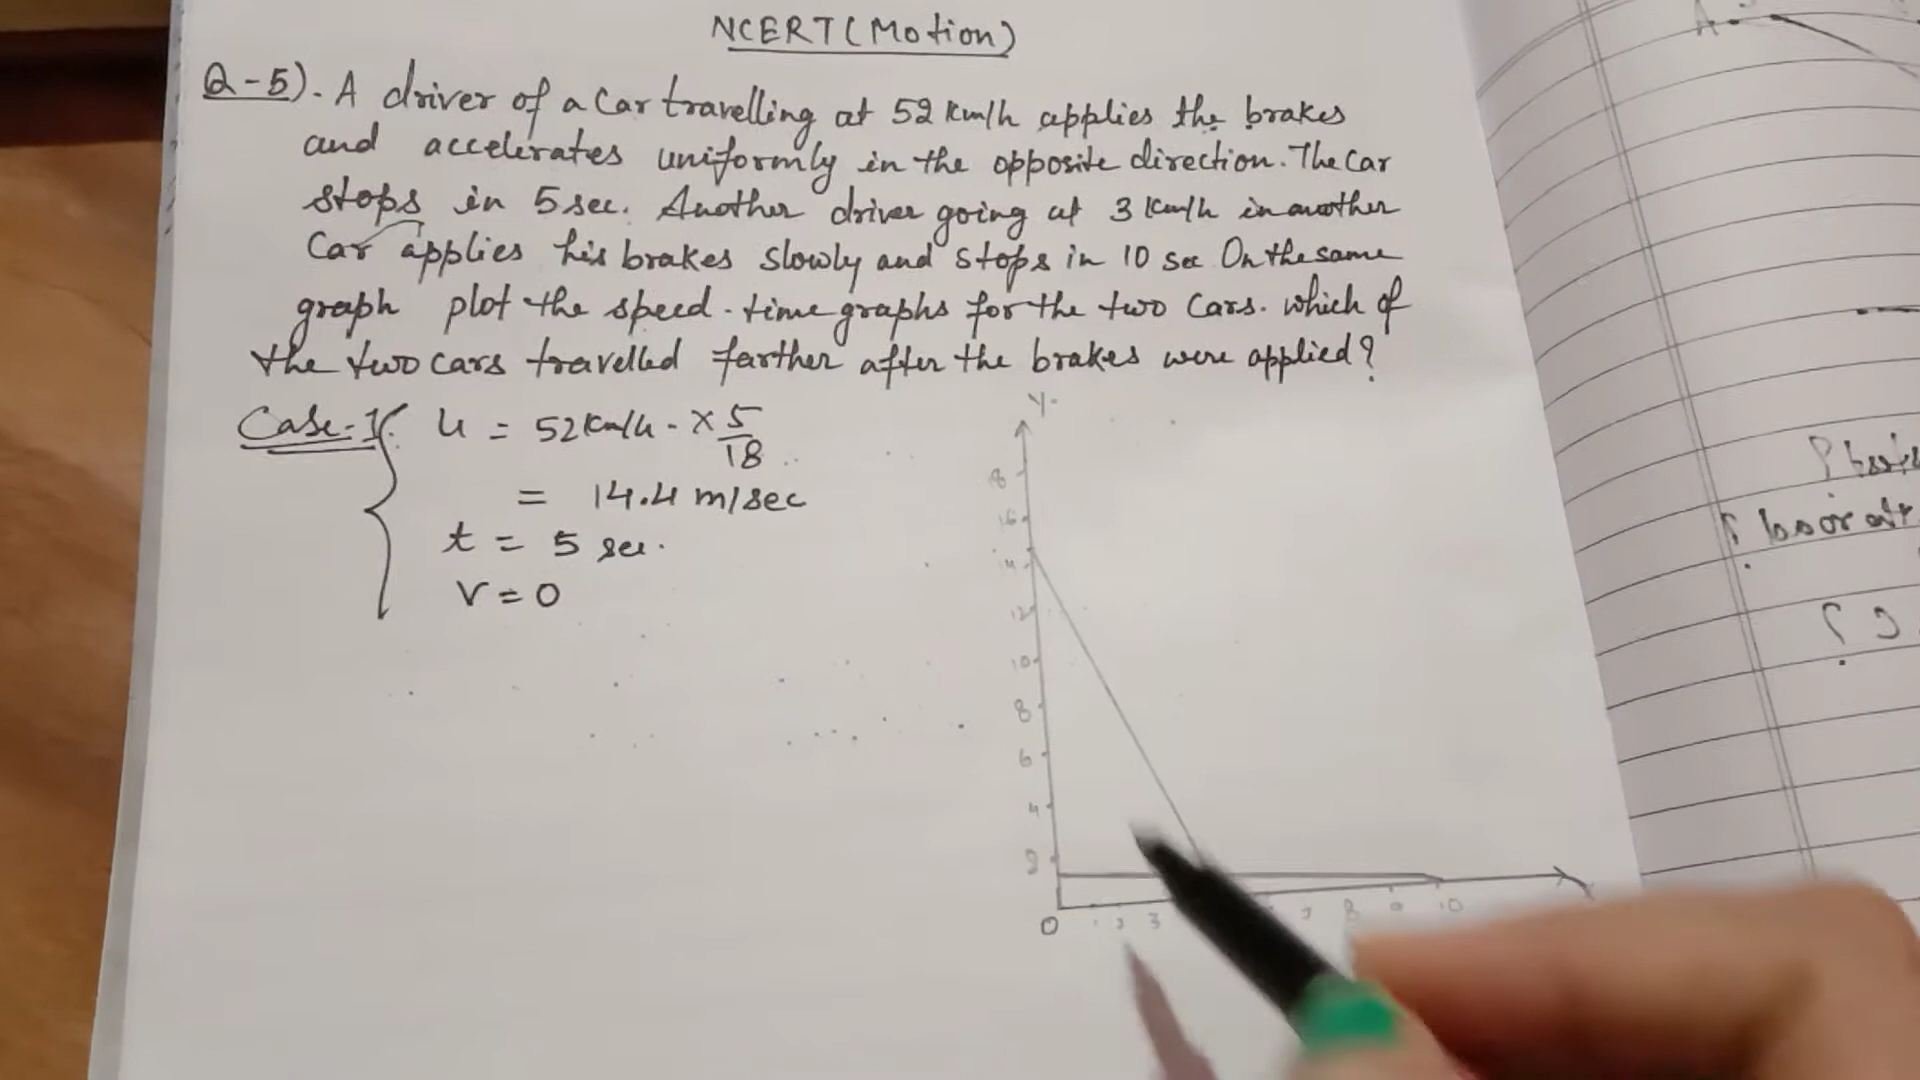 NCERT (Motion)
Q-5). A driver of a car travelling at 52 km/h applies the brakes
and accelerates uniformly in the opposite direction. The car
stops in 5 sec. Another driver going at 3 km/h in another
car applies his brakes slowly and stops in 10 sec On the same
graph plot the speed-time graphs for the two cars. which of
the two cars travelled farther after the brakes were applied?
Case-I. u = 52 km/h × 5/18
= 14.4 m/sec
t = 5 sec.
v = 0
Y
16
14
12
10
8
6
4
2
0 2 3 8 9 10